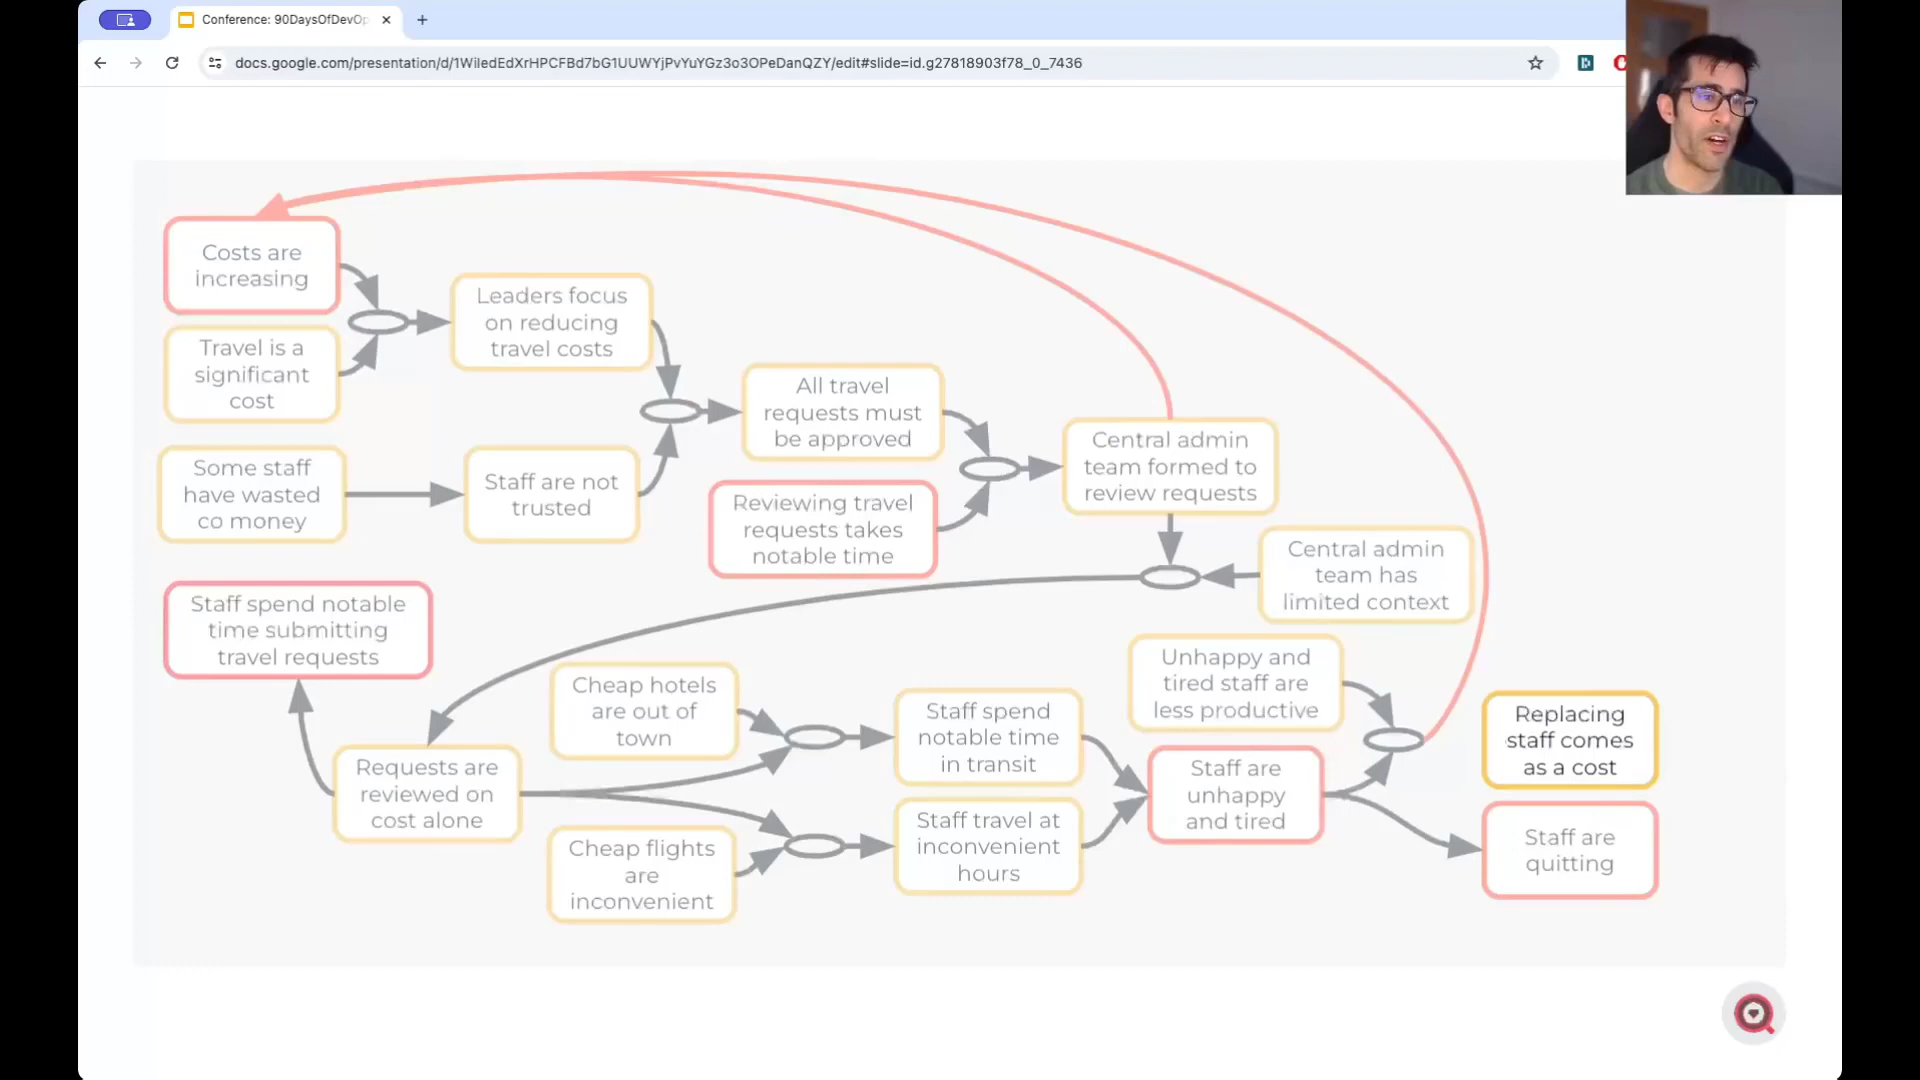 Conference: 90DaysOfDevOp
docs.google.com/presentation/d/1WiledEdXrHPCFBd7bG1UUWYjPvYuYGz3o3OPeDanQZY/edit#slide=id.g27818903f78_0_7436
Costs are
increasing
Travel is a
significant
cost
Leaders focus
on reducing
travel costs
Some staff
have wasted
co money
Staff are not
trusted
All travel
requests must
be approved
Reviewing travel
requests takes
notable time
Central admin
team formed to
review requests
Central admin
team has
limited context
Staff spend notable
time submitting
travel requests
Requests are
reviewed on
cost alone
Cheap hotels
are out of
town
Cheap flights
are
inconvenient
Staff spend
notable time
in transit
Staff travel at
inconvenient
hours
Unhappy and
tired staff are
less productive
Staff are
unhappy
and tired
Replacing
staff comes
as a cost
Staff are
quitting